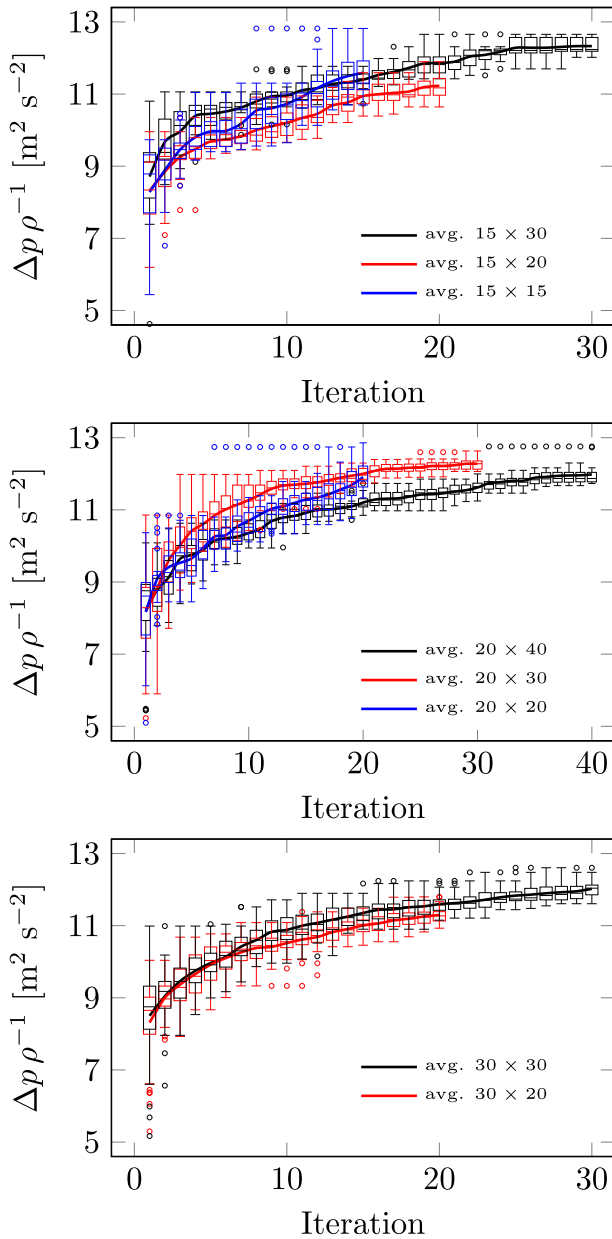 13
11
9
7
5
Δp ρ⁻¹ [m² s⁻²]
avg. 15 × 30
avg. 15 × 20
avg. 15 × 15
0 10 20 30
Iteration
13
11
9
7
5
Δp ρ⁻¹ [m² s⁻²]
avg. 20 × 40
avg. 20 × 30
avg. 20 × 20
0 10 20 30 40
Iteration
13
11
9
7
5
Δp ρ⁻¹ [m² s⁻²]
avg. 30 × 30
avg. 30 × 20
0 10 20 30
Iteration